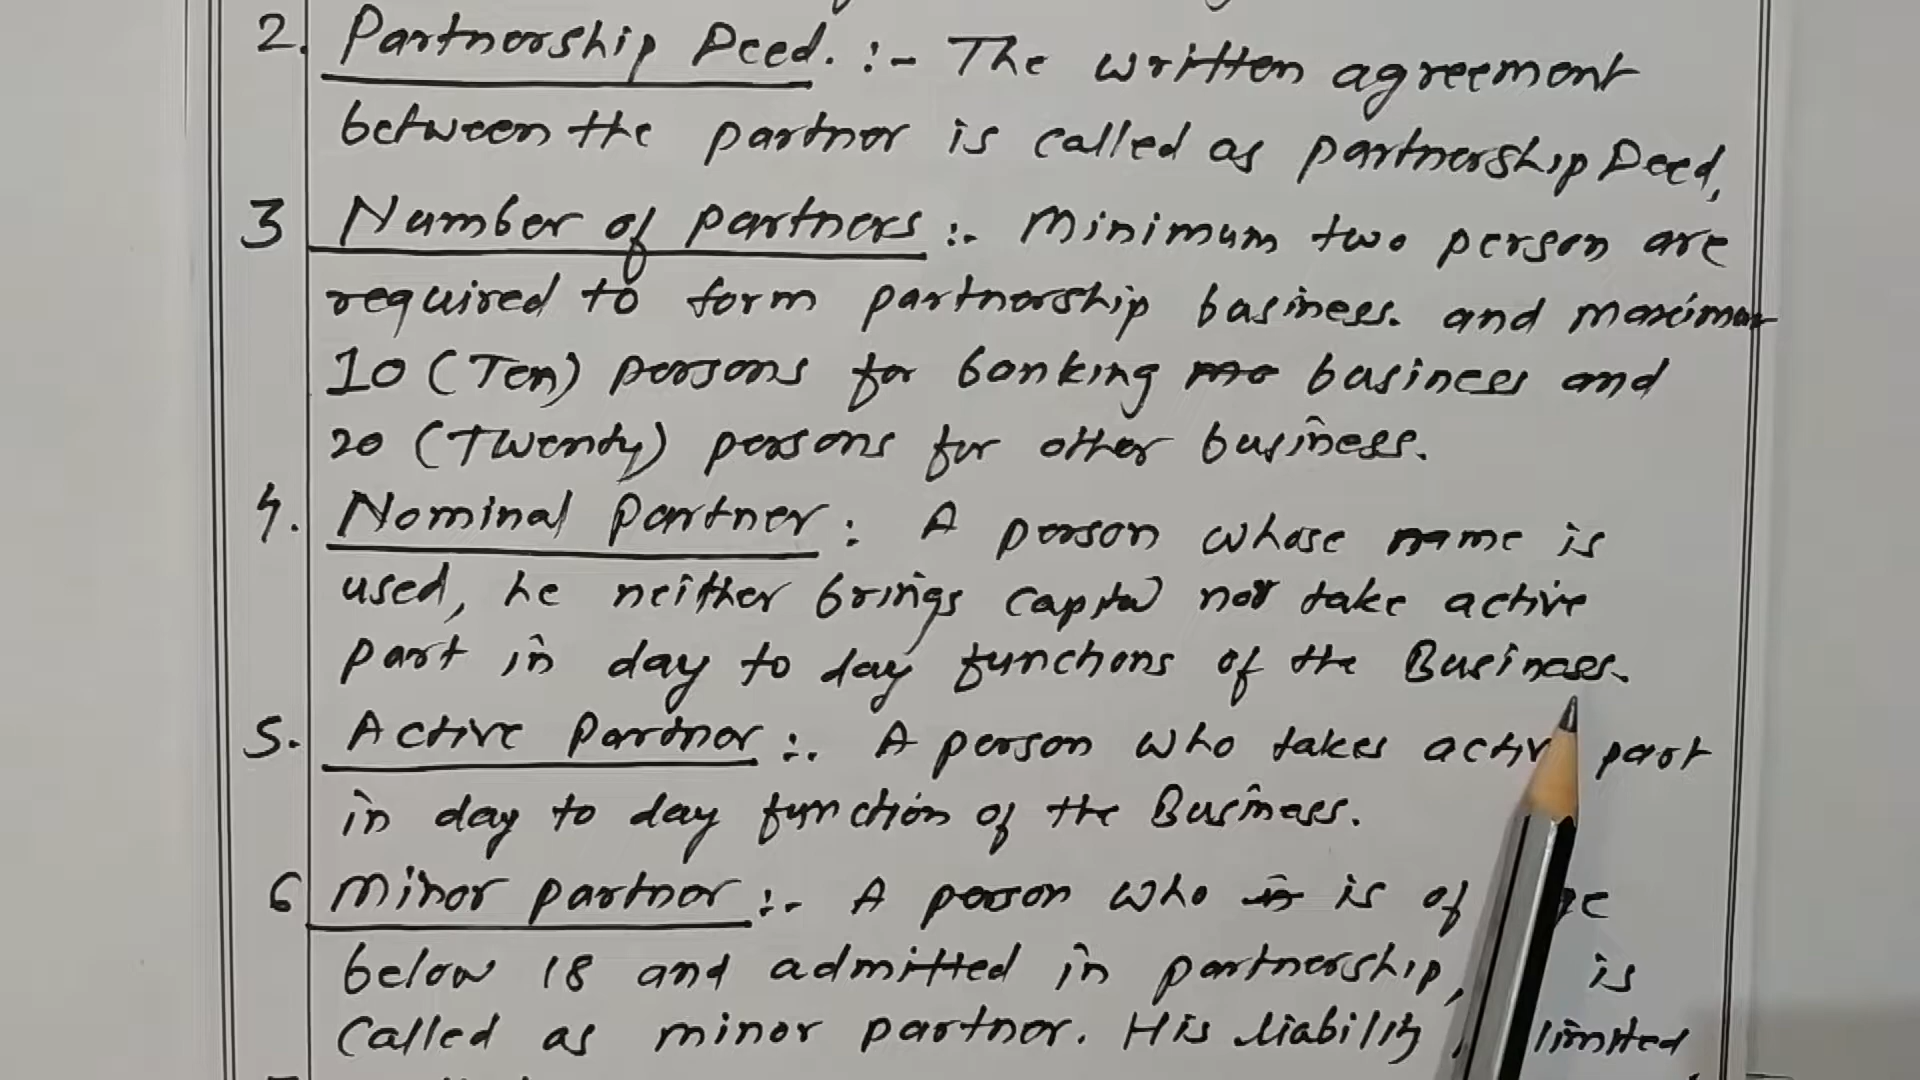 2. Partnership Deed. :- The written agreement
between the partner is called as partnership Deed,
3 Number of partners :- Minimum two person are
required to form partnership business. and maximum
10 (Ten) persons for banking business and
20 (Twenty) persons for other business.
4. Nominal Partner : A person whose name is
used, he neither brings capital nor take active
part in day to day functions of the Business.
5. Active Partner :- A person who takes activ part
in day to day function of the Business.
6 Minor partner :- A person who in is of
below 18 and admitted in partnership, is
called as minor partner. His liability limited